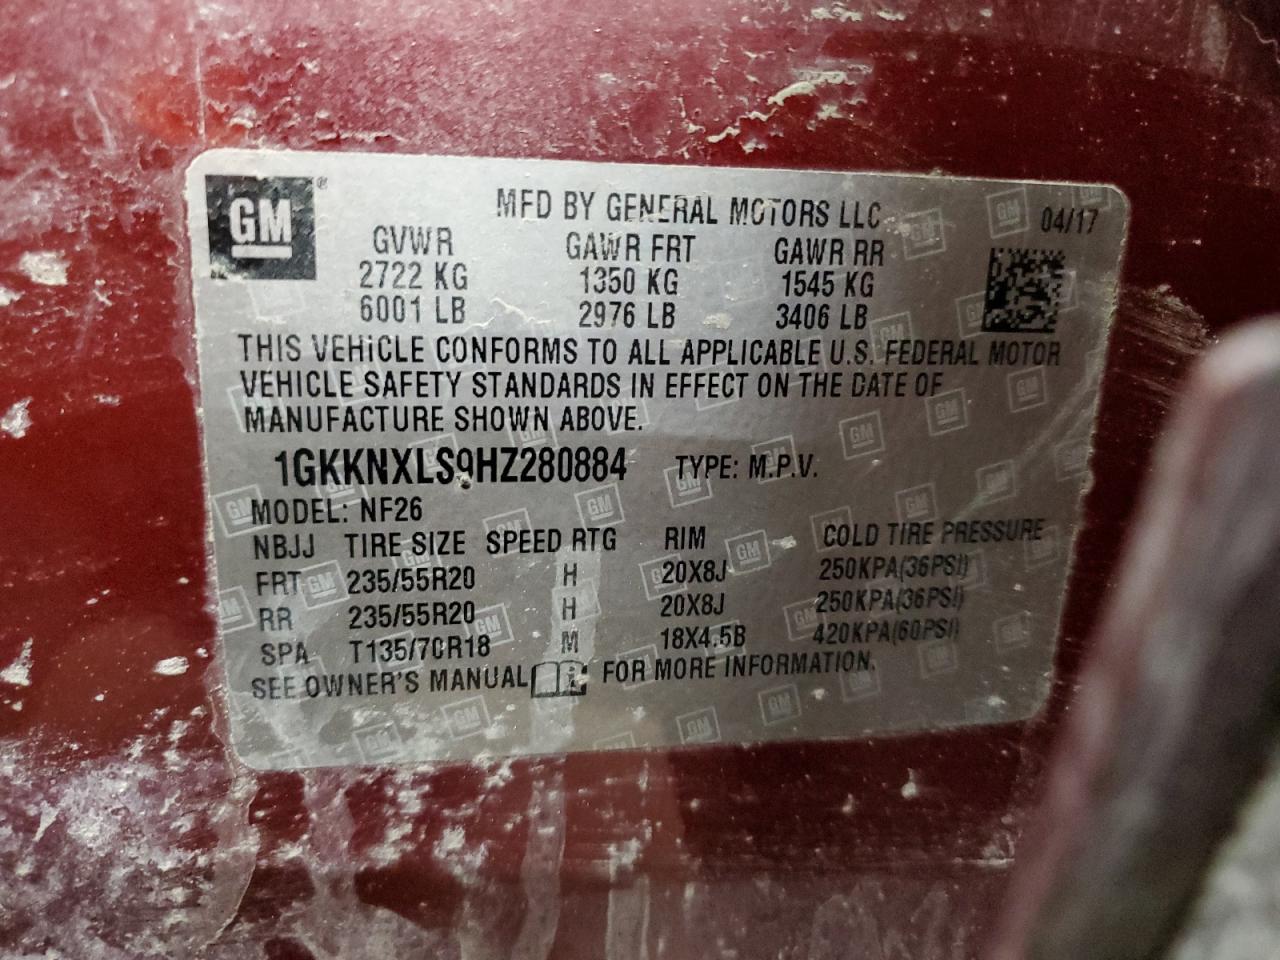 GM®
MFD BY GENERAL MOTORS LLC 04/17
GVWR GAWR FRT GAWR RR
2722 KG 1350 KG 1545 KG
6001 LB 2976 LB 3406 LB
THIS VEHICLE CONFORMS TO ALL APPLICABLE U.S. FEDERAL MOTOR
VEHICLE SAFETY STANDARDS IN EFFECT ON THE DATE OF
MANUFACTURE SHOWN ABOVE.
1GKKNXLS9HZ280884 TYPE: M.P.V.
MODEL: NF26
NBJJ TIRE SIZE SPEED RTG RIM COLD TIRE PRESSURE
FRT 235/55R20 H 20X8J 250KPA(36PSI)
RR 235/55R20 H 20X8J 250KPA(36PSI)
SPA T135/70R18 M 18X4.5B 420KPA(60PSI)
SEE OWNER'S MANUAL FOR MORE INFORMATION.